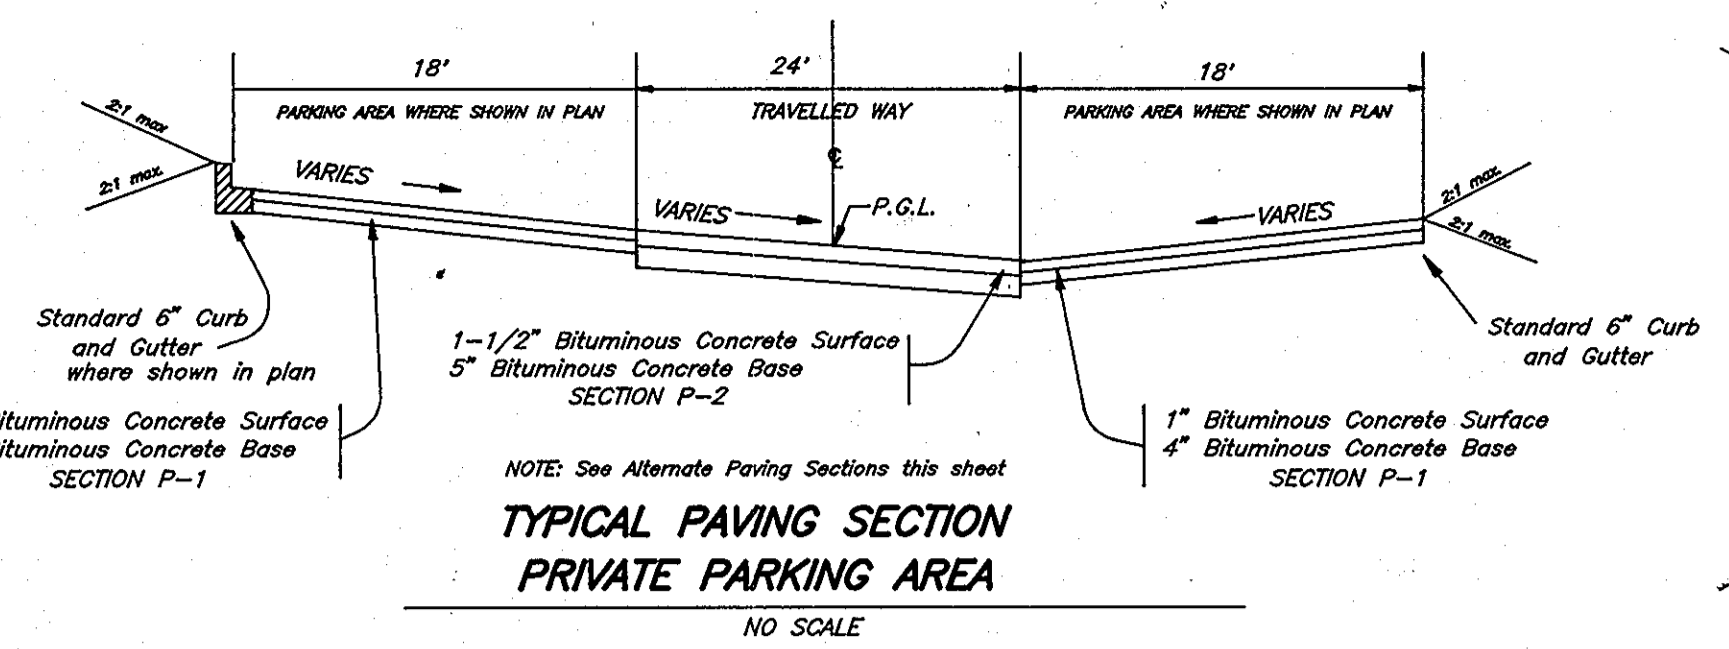 18'
24'
18'
PARKING AREA WHERE SHOWN IN PLAN
TRAVELLED WAY
PARKING AREA WHERE SHOWN IN PLAN
2:1 max
2:1 max.
VARIES
℄
VARIES
P.G.L.
VARIES
2:1 max.
2:1 max.
Standard 6" Curb
and Gutter
where shown in plan
1-1/2" Bituminous Concrete Surface
5" Bituminous Concrete Base
SECTION P-2
Standard 6" Curb
and Gutter
Bituminous Concrete Surface
Bituminous Concrete Base
SECTION P-1
1" Bituminous Concrete Surface
4" Bituminous Concrete Base
SECTION P-1
NOTE: See Alternate Paving Sections this sheet
TYPICAL PAVING SECTION
PRIVATE PARKING AREA
NO SCALE